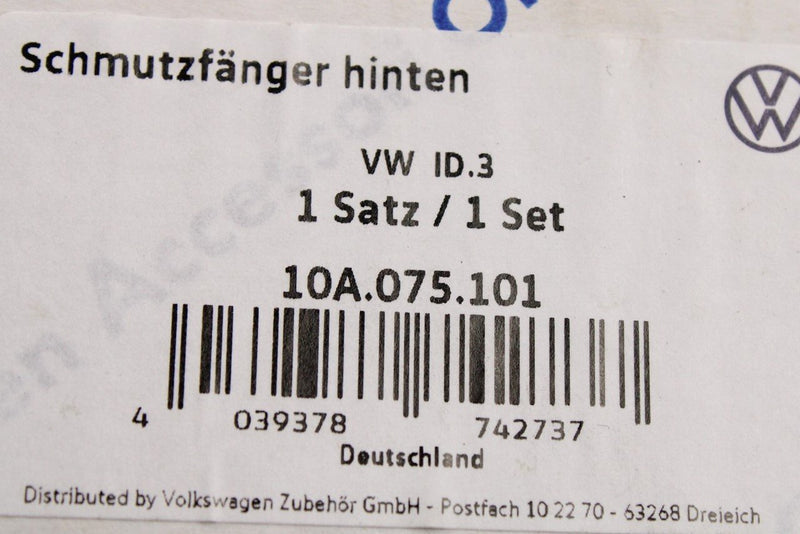 Schmutzfänger hinten
VW ID.3
1 Satz / 1 Set
10A.075.101
4 039378 742737
Deutschland
Distributed by Volkswagen Zubehör GmbH - Postfach 10 22 70 - 63268 Dreieich